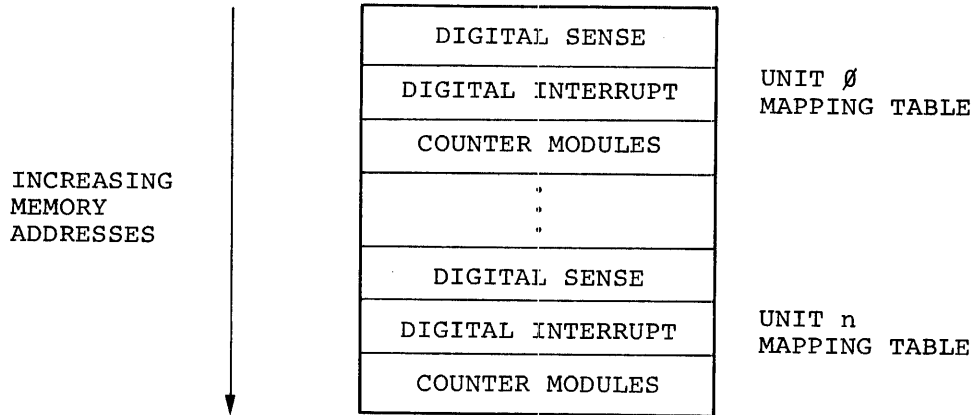 DIGITAL SENSE
DIGITAL INTERRUPT
COUNTER MODULES
UNIT Ø
MAPPING TABLE
INCREASING
MEMORY
ADDRESSES
DIGITAL SENSE
DIGITAL INTERRUPT
COUNTER MODULES
UNIT n
MAPPING TABLE